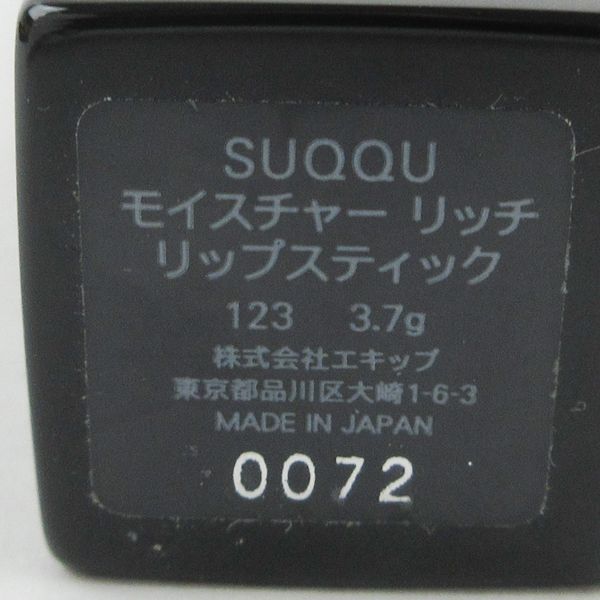 SUQQU
モイスチャー リッチ
リップスティック
123 3.7g
株式会社エキップ
東京都品川区大崎1-6-3
MADE IN JAPAN
0072